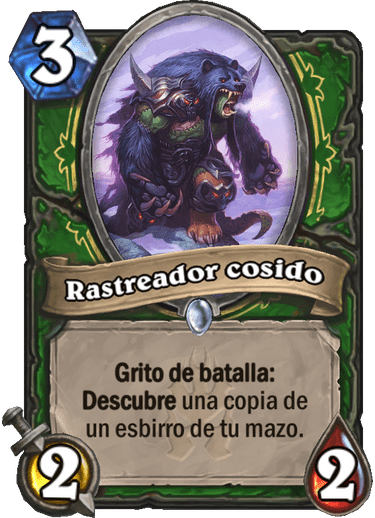 3
Rastreador cosido
Grito de batalla:
Descubre una copia de
un esbirro de tu mazo.
2
2